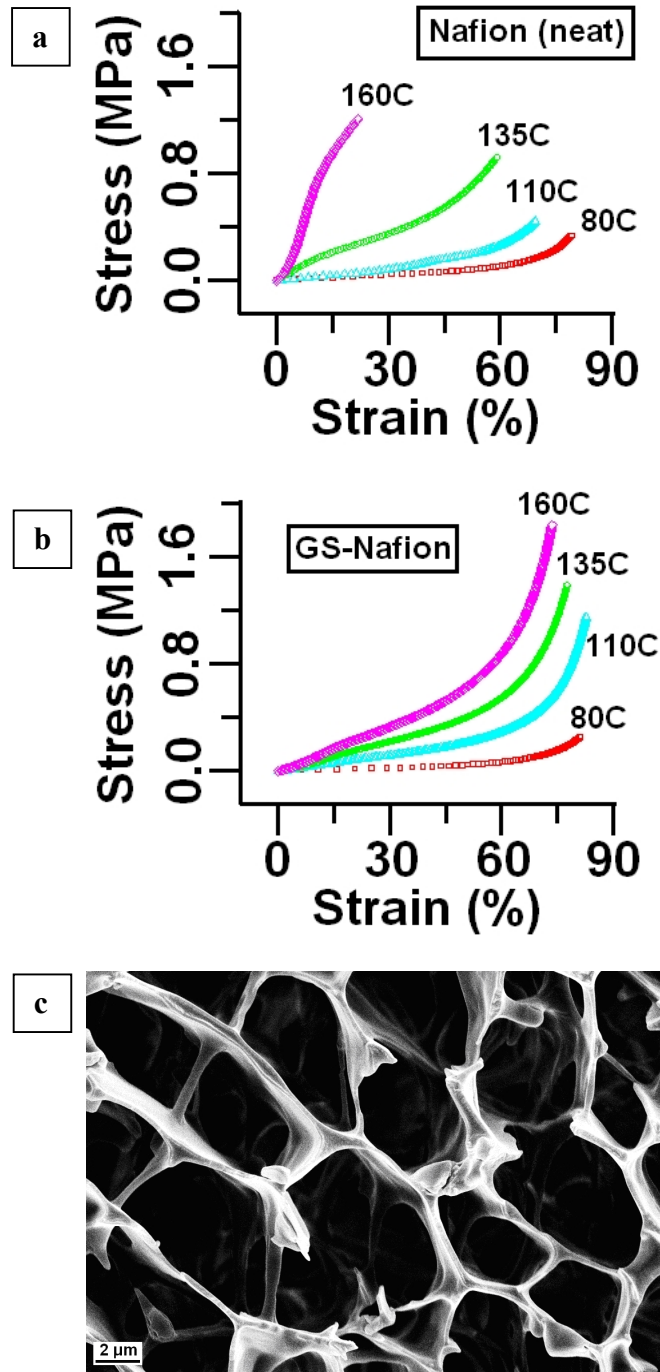 a
Nafion (neat)
Stress (MPa)
1.6
0.8
0.0
160C
135C
110C
80C
0 30 60 90
Strain (%)
b
GS-Nafion
Stress (MPa)
1.6
0.8
0.0
160C
135C
110C
80C
0 30 60 90
Strain (%)
c
2 µm